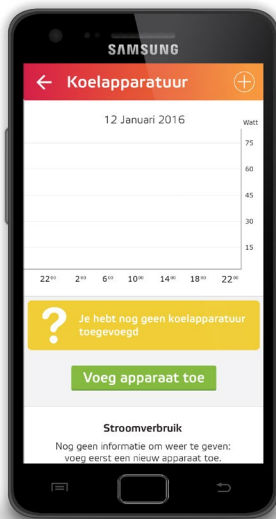 SAMSUNG
Koelapparatuur
12 Januari 2016
Watt
75
60
45
30
15
22⁰⁰ 2⁰⁰ 6⁰⁰ 10⁰⁰ 14⁰⁰ 18⁰⁰ 22⁰⁰
?
Je hebt nog geen koelapparatuur
toegevoegd
Voeg apparaat toe
Stroomverbruik
Nog geen informatie om weer te geven:
voeg eerst een nieuw apparaat toe.